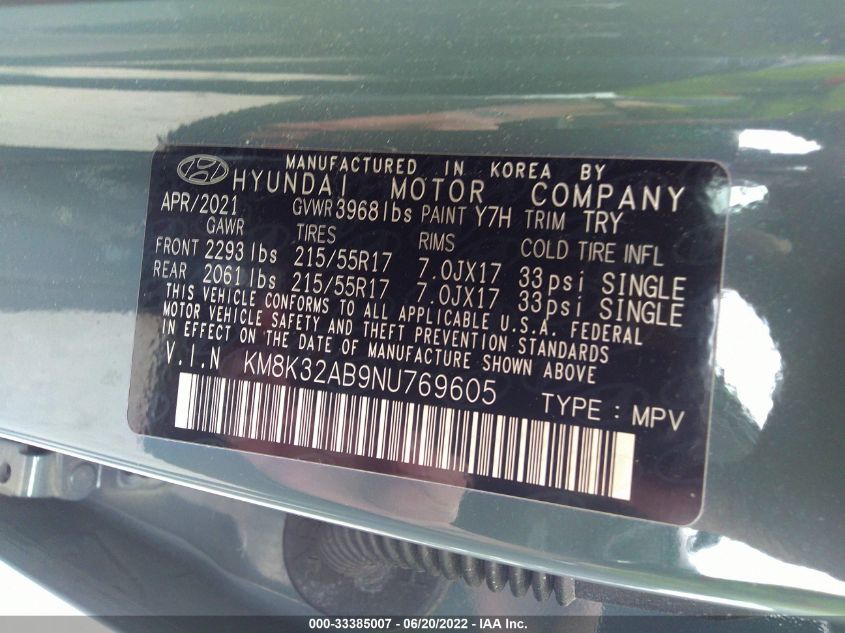 MANUFACTURED IN KOREA BY
HYUNDAI MOTOR COMPANY
APR/2021 GVWR 3968 lbs PAINT Y7H TRIM TRY
GAWR TIRES RIMS COLD TIRE INFL
FRONT 2293 lbs 215/55R17 7.0JX17 33psi SINGLE
REAR 2061 lbs 215/55R17 7.0JX17 33psi SINGLE
THIS VEHICLE CONFORMS TO ALL APPLICABLE U.S.A. FEDERAL
MOTOR VEHICLE SAFETY AND THEFT PREVENTION STANDARDS
IN EFFECT ON THE DATE OF MANUFACTURE SHOWN ABOVE
V.I.N KM8K32AB9NU769605 TYPE : MPV
000-33385007 - 06/20/2022 - IAA Inc.